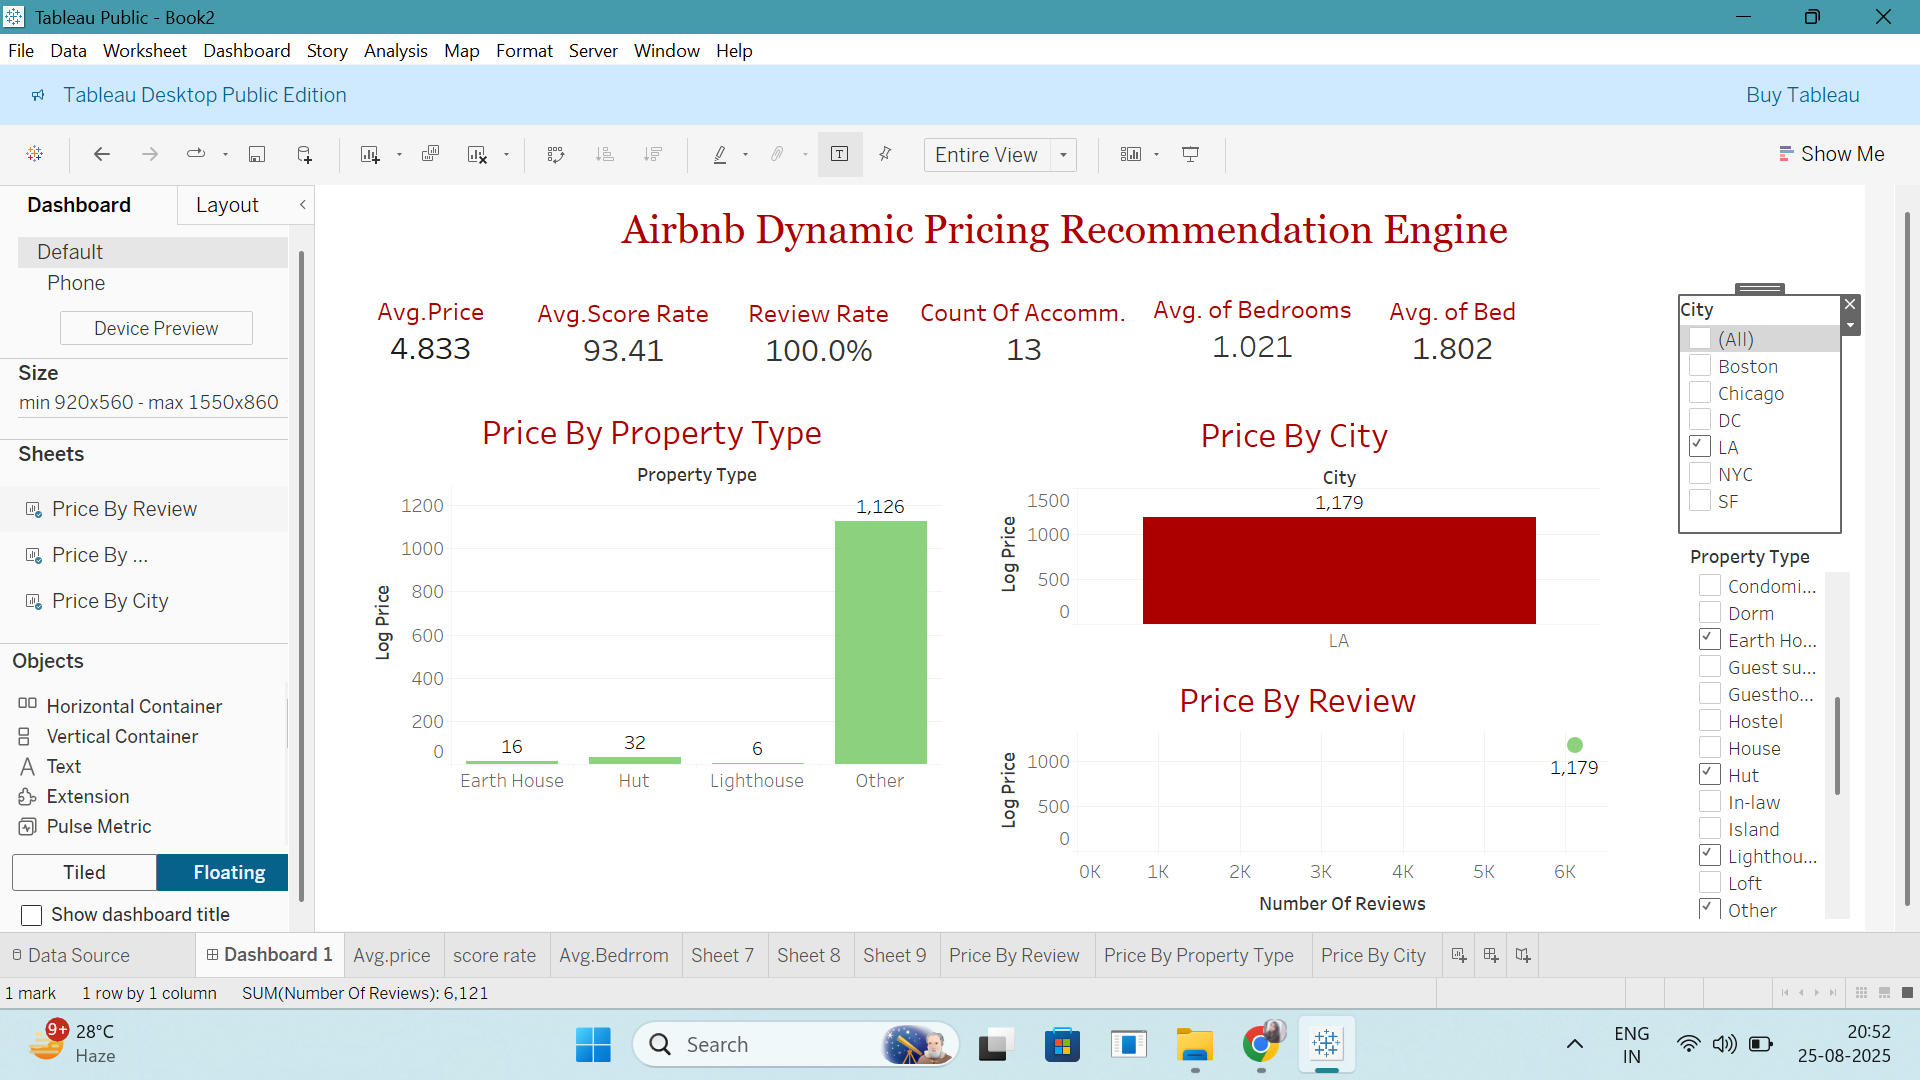 Tableau Public - Book2
File Data Worksheet Dashboard Story Analysis Map Format Server Window Help
Tableau Desktop Public Edition
Buy Tableau
Entire View
Show Me
Dashboard
Layout
Default
Phone
Device Preview
Size
min 920x560 - max 1550x860
Sheets
Price By Review
Price By ...
Price By City
Objects
Horizontal Container
Vertical Container
Text
Extension
Pulse Metric
Tiled
Floating
Show dashboard title
Airbnb Dynamic Pricing Recommendation Engine
Avg.Price
4.833
Avg.Score Rate
93.41
Review Rate
100.0%
Count Of Accomm.
13
Avg. of Bedrooms
1.021
Avg. of Bed
1.802
Price By Property Type
Property Type
Log Price
1200
1000
800
600
400
200
0
16
32
6
1,126
Earth House
Hut
Lighthouse
Other
Price By City
City
Log Price
1500
1000
500
0
1,179
LA
Price By Review
Log Price
1000
500
0
1,179
0K 1K 2K 3K 4K 5K 6K
Number Of Reviews
City
(All)
Boston
Chicago
DC
LA
NYC
SF
Property Type
Condomi...
Dorm
Earth Ho...
Guest su...
Guestho...
Hostel
House
Hut
In-law
Island
Lighthou...
Loft
Other
Data Source
Dashboard 1
Avg.price
score rate
Avg.Bedrrom
Sheet 7
Sheet 8
Sheet 9
Price By Review
Price By Property Type
Price By City
1 mark
1 row by 1 column
SUM(Number Of Reviews): 6,121
9+
28°C
Haze
Search
ENG
IN
20:52
25-08-2025